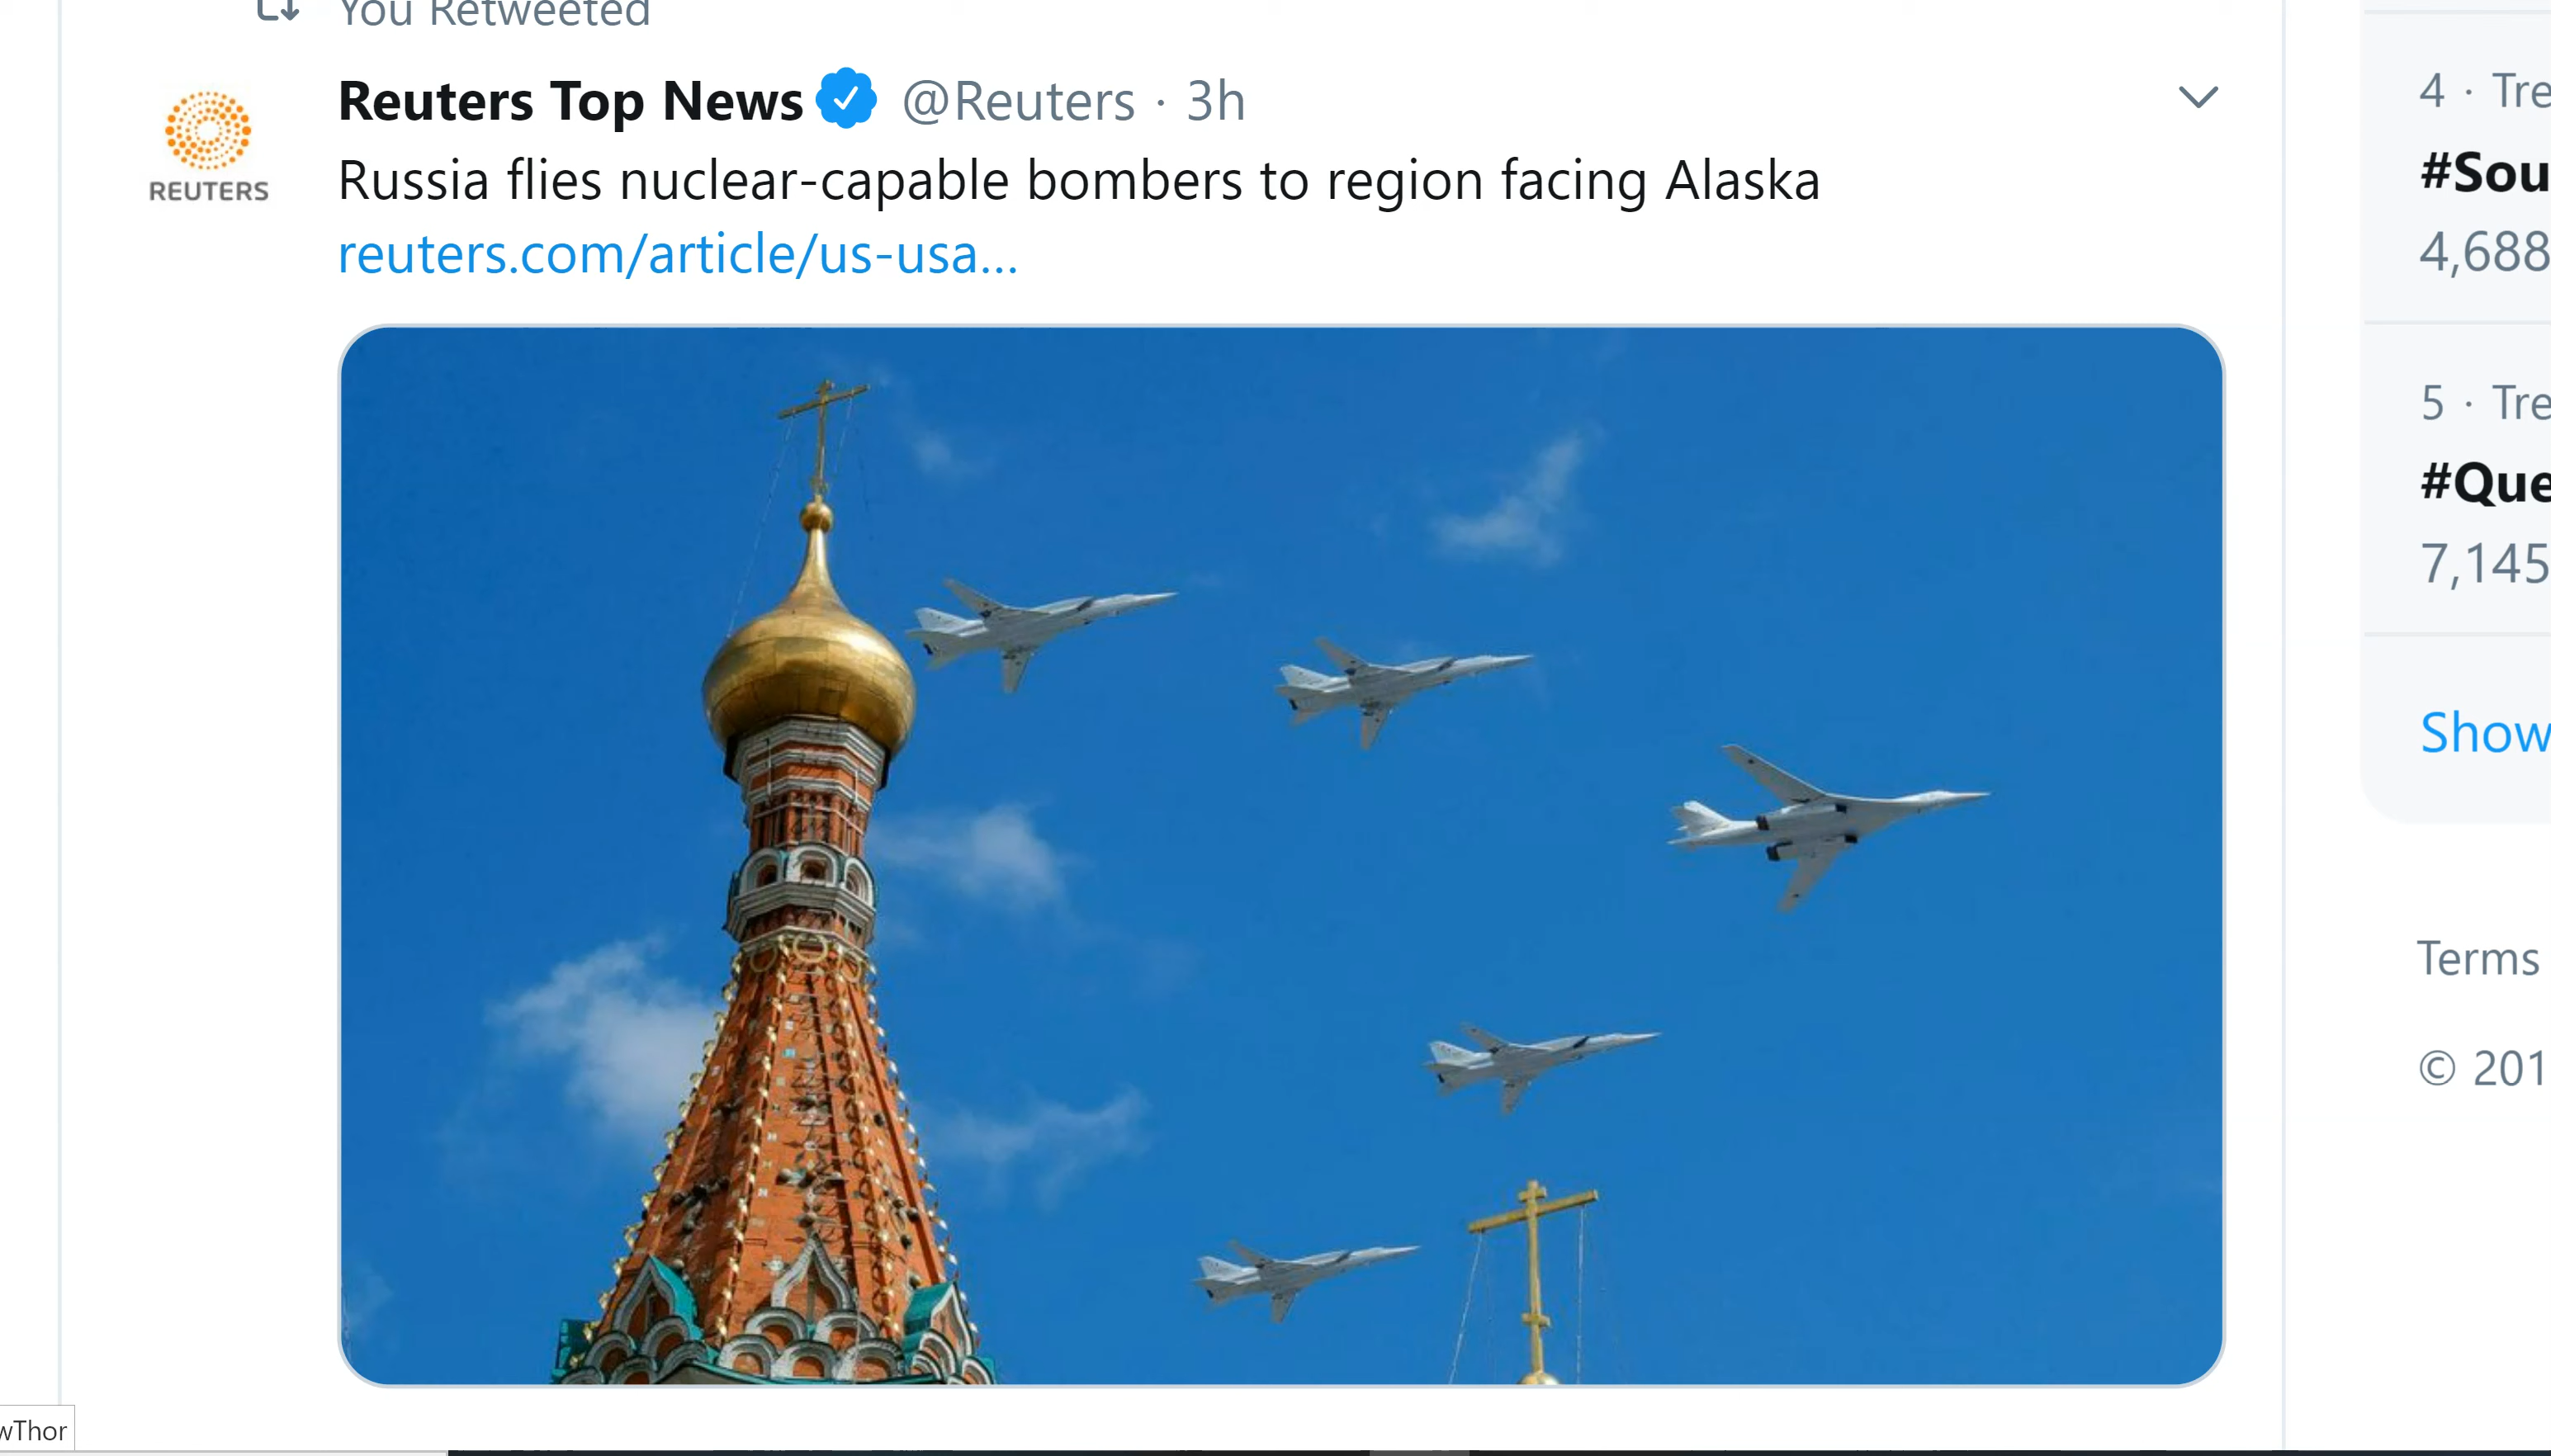 You Retweeted
Reuters Top News @Reuters · 3h
REUTERS
Russia flies nuclear-capable bombers to region facing Alaska
reuters.com/article/us-usa...
4 · Tre
#Sou
4,688
5 · Tre
#Que
7,145
Show
Terms
© 201
wThor